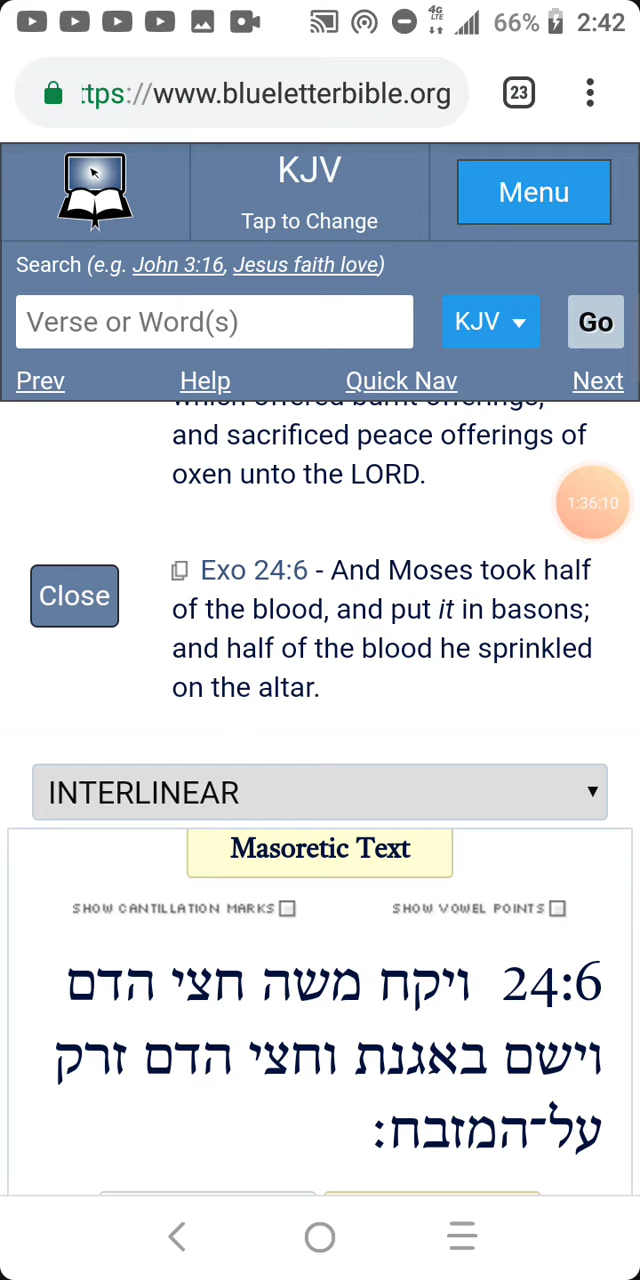 66% 2:42
ttps://www.blueletterbible.org 23
KJV
Tap to Change
Menu
Search (e.g. John 3:16, Jesus faith love)
Verse or Word(s) KJV Go
Prev Help Quick Nav Next
which offered burnt offerings,
and sacrificed peace offerings of
oxen unto the LORD.
1:36:10
Close
Exo 24:6 - And Moses took half
of the blood, and put it in basons;
and half of the blood he sprinkled
on the altar.
INTERLINEAR
Masoretic Text
SHOW CANTILLATION MARKS SHOW VOWEL POINTS
24:6 ויקח משה חצי הדם
וישם באגנת וחצי הדם זרק
על־המזבח: